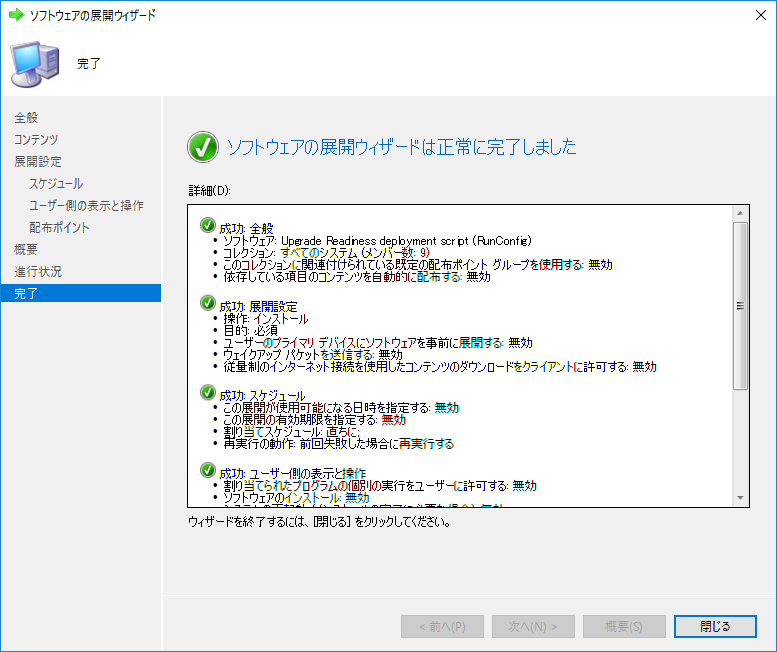 ソフトウェアの展開ウィザード
完了
全般
コンテンツ
展開設定
スケジュール
ユーザー側の表示と操作
配布ポイント
概要
進行状況
完了
ソフトウェアの展開ウィザードは正常に完了しました
詳細(D):
成功: 全般
• ソフトウェア: Upgrade Readiness deployment script (RunConfig)
• コレクション: すべてのシステム (メンバー数: 9)
• このコレクションに関連付けられている既定の配布ポイント グループを使用する: 無効
• 依存している項目のコンテンツを自動的に配布する: 無効
成功: 展開設定
• 操作: インストール
• 目的: 必須
• ユーザーのプライマリ デバイスにソフトウェアを事前に展開する: 無効
• ウェイクアップ パケットを送信する: 無効
• 従量制のインターネット接続を使用したコンテンツのダウンロードをクライアントに許可する: 無効
成功: スケジュール
• この展開が使用可能になる日時を指定する: 無効
• この展開の有効期限を指定する: 無効
• 割り当てスケジュール: 直ちに;
• 再実行の動作: 前回失敗した場合に再実行する
成功: ユーザー側の表示と操作
• 割り当てられたプログラムの個別の実行をユーザーに許可する: 無効
• ソフトウェアのインストール: 無効
ウィザードを終了するには、[閉じる] をクリックしてください。
< 前へ(P)
次へ(N) >
概要(S)
閉じる